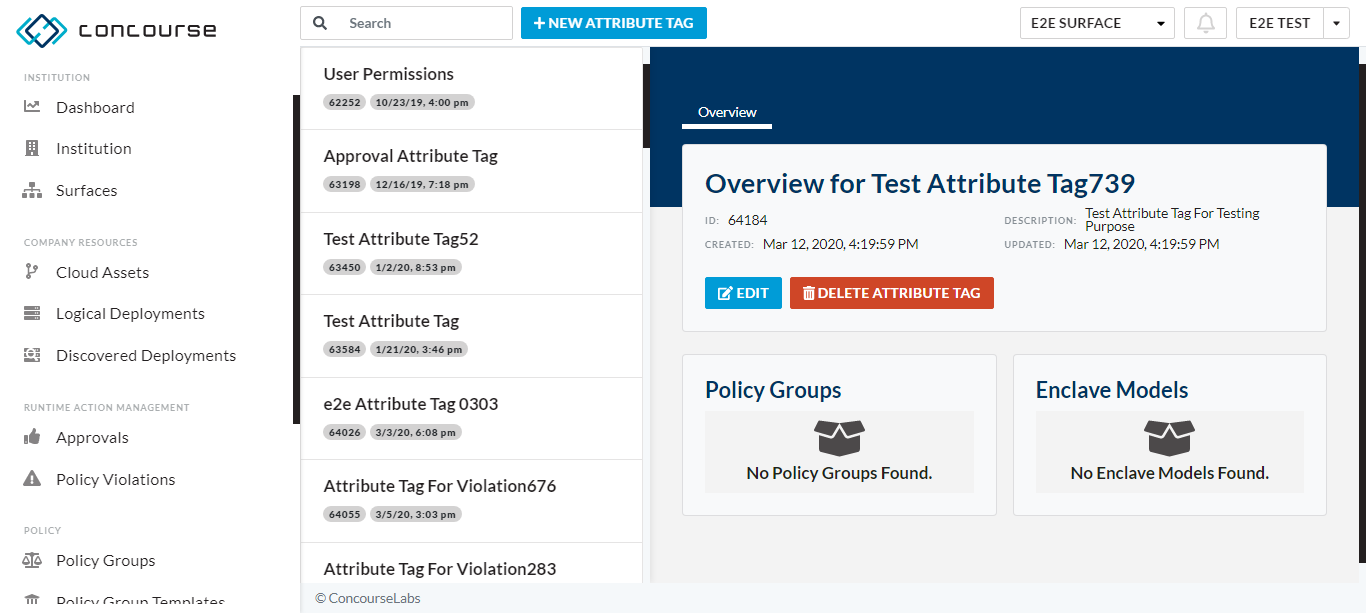 concourse
INSTITUTION
Dashboard
Institution
Surfaces
COMPANY RESOURCES
Cloud Assets
Logical Deployments
Discovered Deployments
RUNTIME ACTION MANAGEMENT
Approvals
Policy Violations
POLICY
Policy Groups
Policy Group Templates
Search
NEW ATTRIBUTE TAG
E2E SURFACE
E2E TEST
User Permissions
62252 10/23/19, 4:00 pm
Approval Attribute Tag
63198 12/16/19, 7:18 pm
Test Attribute Tag52
63450 1/2/20, 8:53 pm
Test Attribute Tag
63584 1/21/20, 3:46 pm
e2e Attribute Tag 0303
64026 3/3/20, 6:08 pm
Attribute Tag For Violation676
64055 3/5/20, 3:03 pm
Attribute Tag For Violation283
Overview
Overview for Test Attribute Tag739
ID: 64184
DESCRIPTION: Test Attribute Tag For Testing
Purpose
CREATED: Mar 12, 2020, 4:19:59 PM
UPDATED: Mar 12, 2020, 4:19:59 PM
EDIT
DELETE ATTRIBUTE TAG
Policy Groups
No Policy Groups Found.
Enclave Models
No Enclave Models Found.
© ConcourseLabs